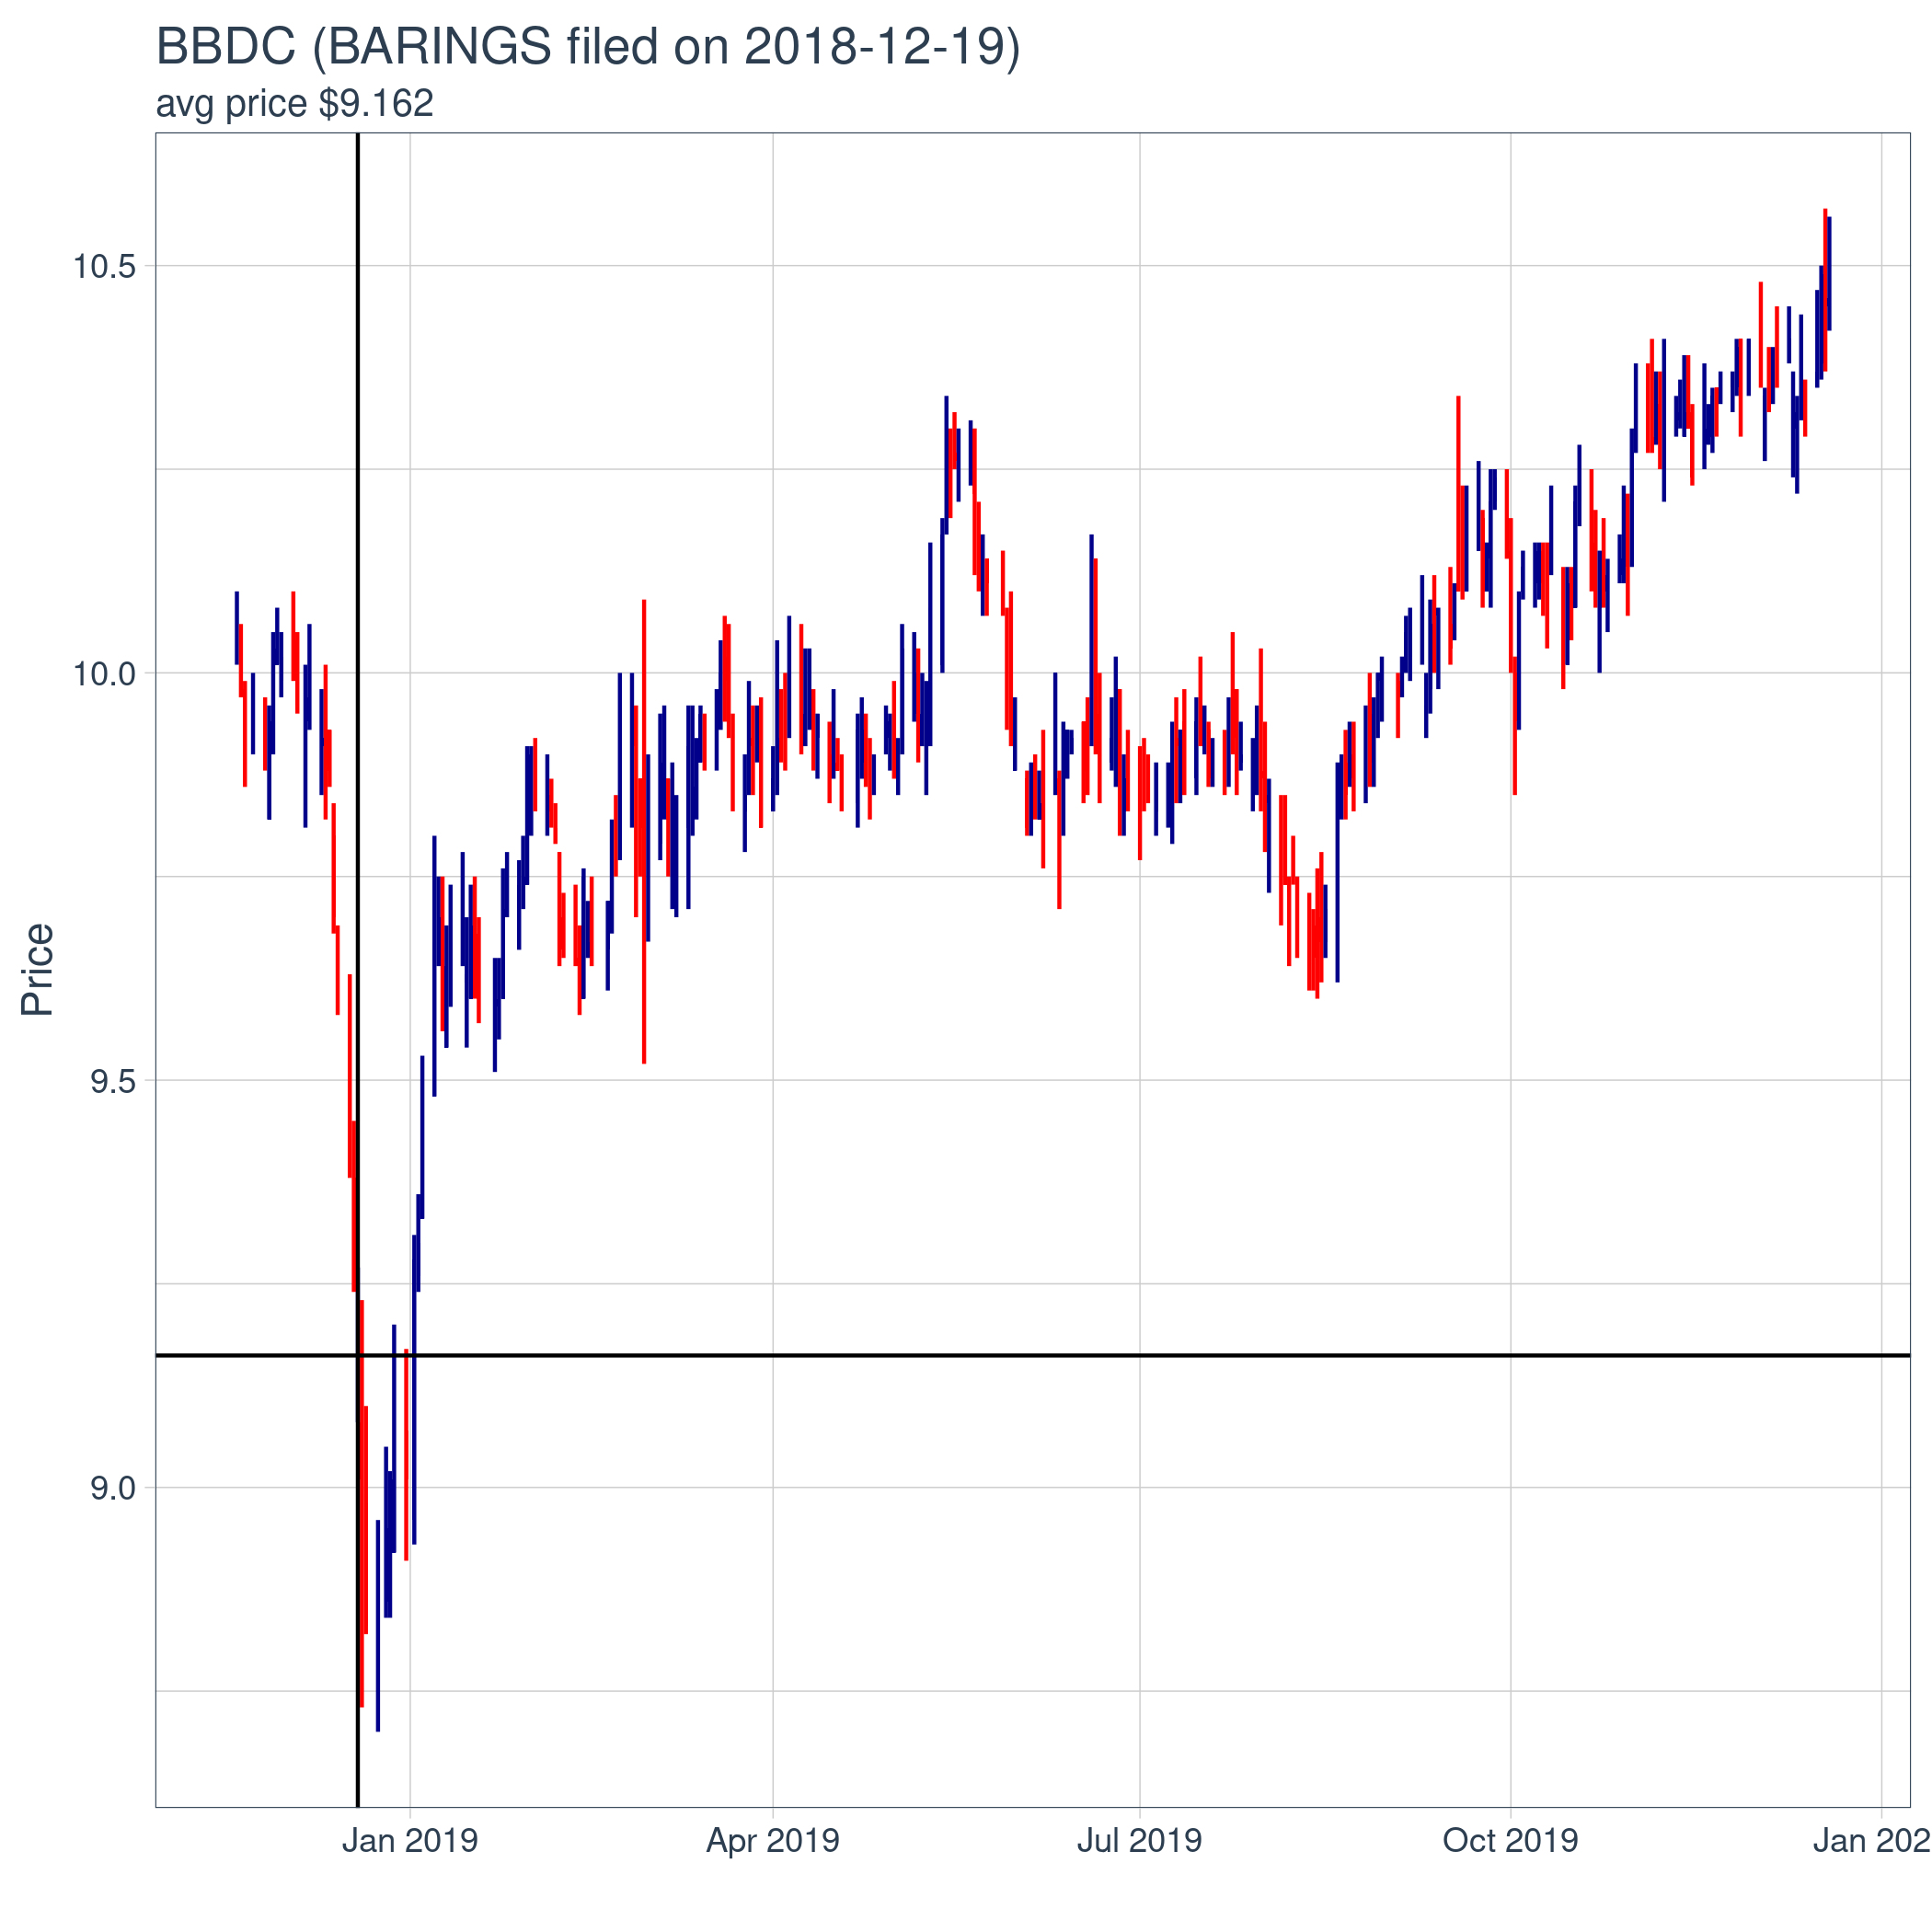 BBDC (BARINGS filed on 2018-12-19)
avg price $9.162
10.5
10.0
9.5
9.0
Price
Jan 2019
Apr 2019
Jul 2019
Oct 2019
Jan 202